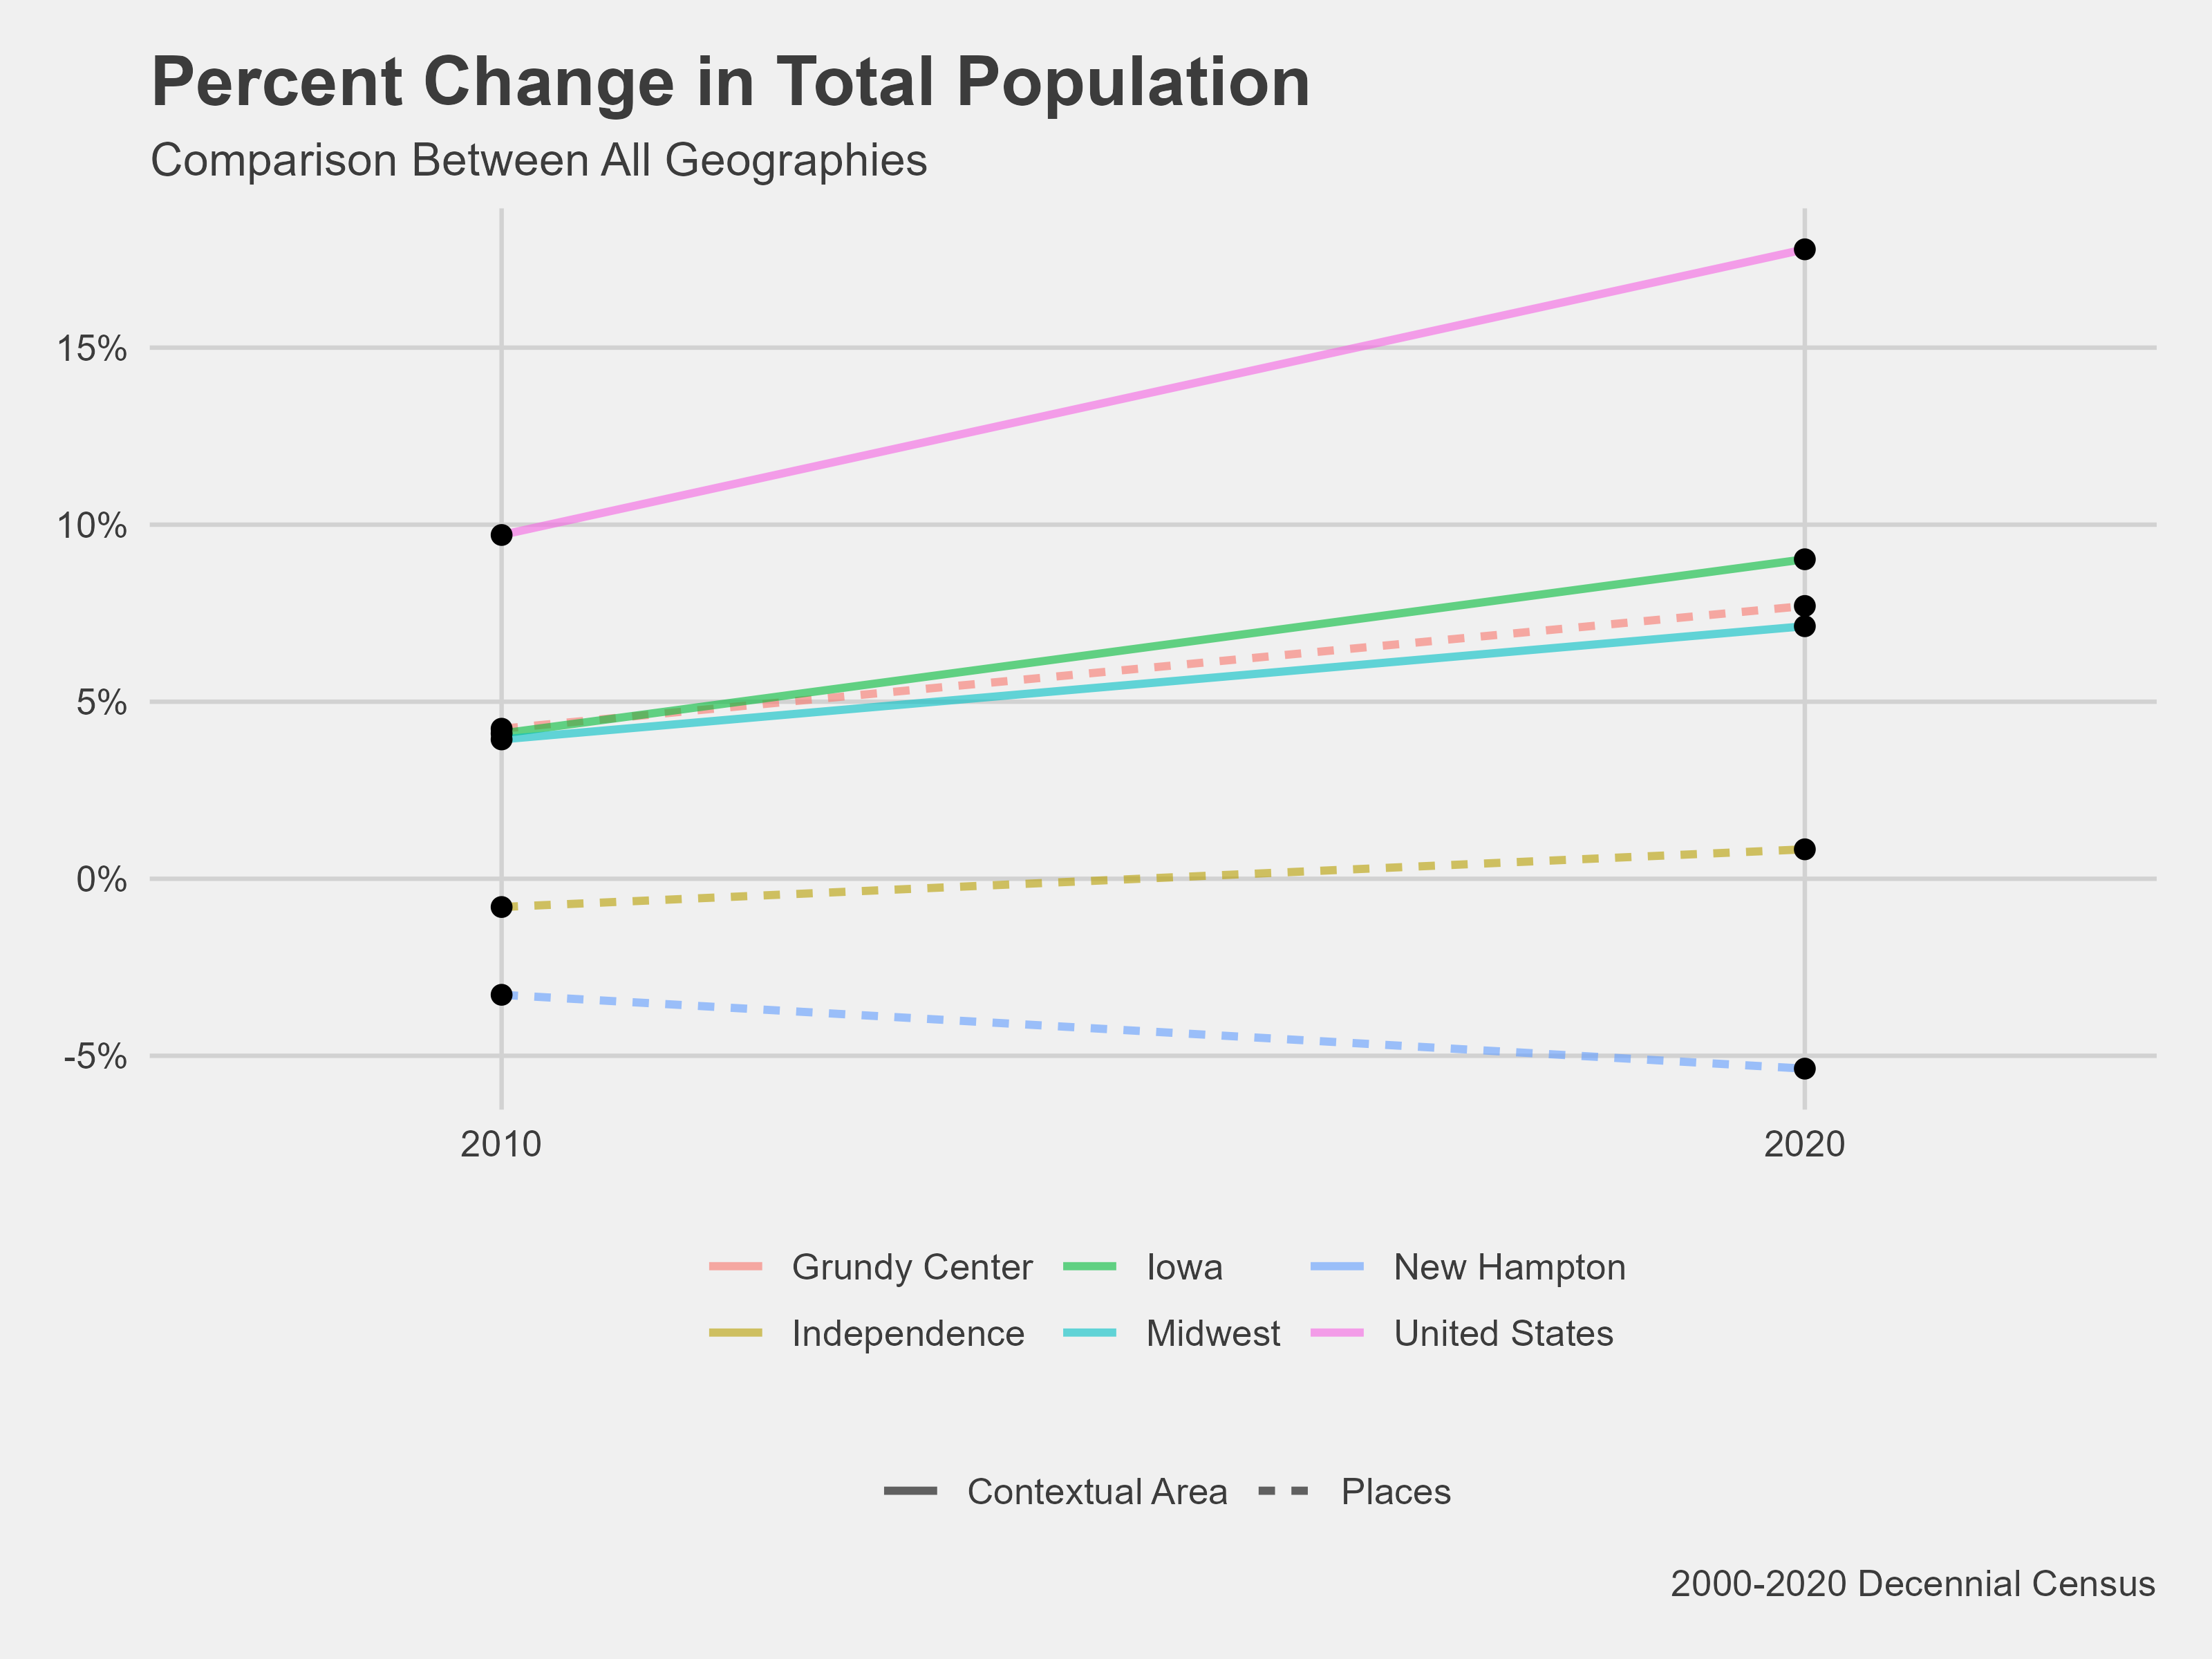 Percent Change in Total Population
Comparison Between All Geographies
15%
10%
5%
0%
-5%
2010 2020
Grundy Center Iowa New Hampton
Independence Midwest United States
Contextual Area Places
2000-2020 Decennial Census